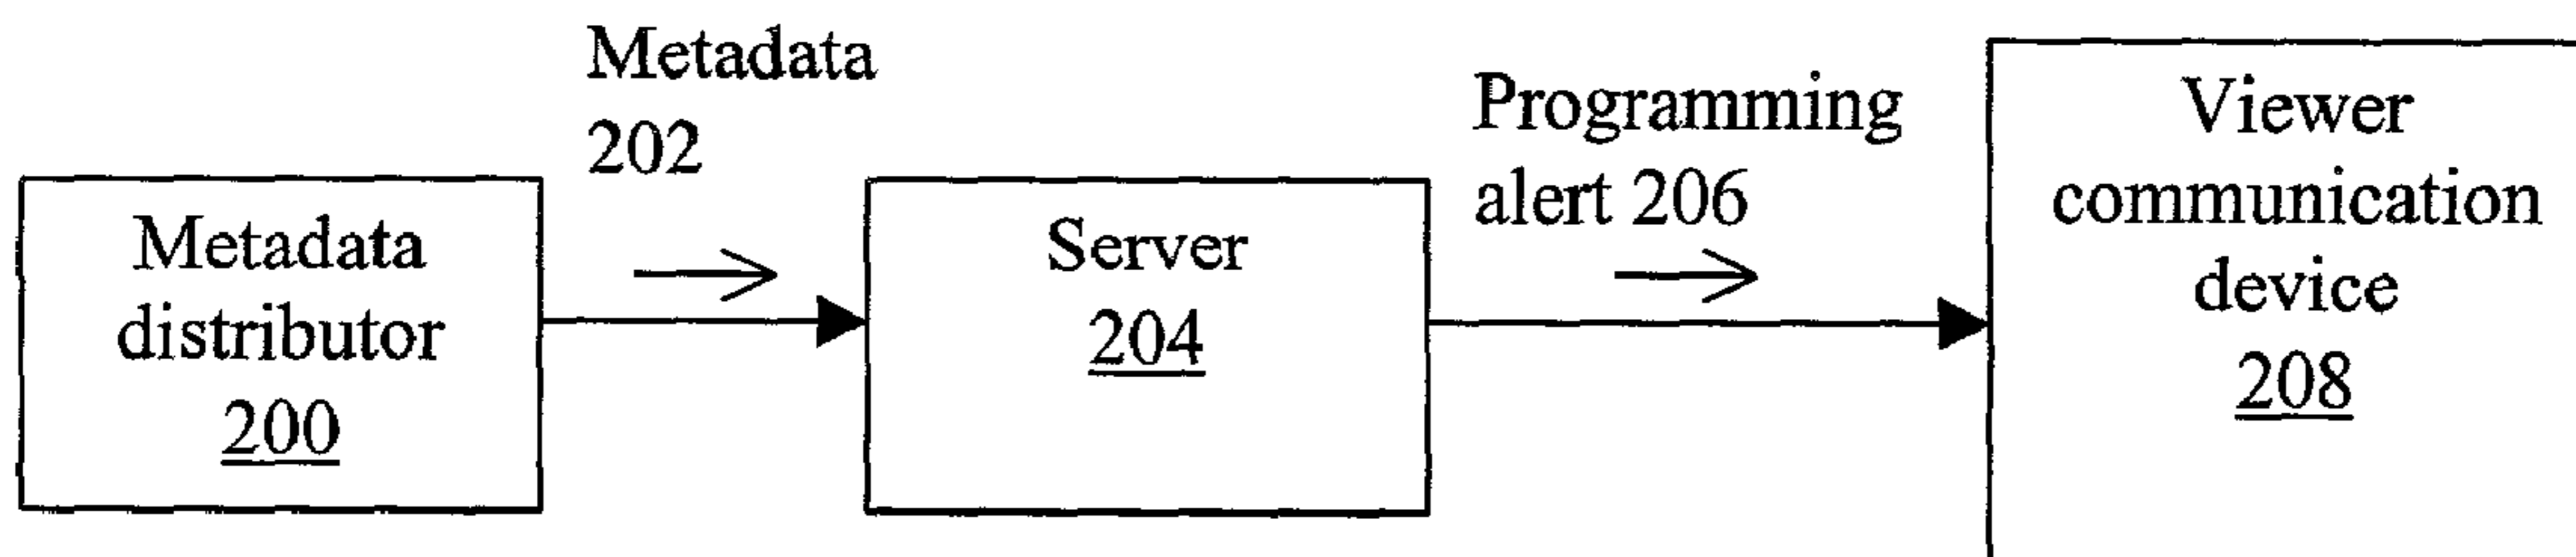 Metadata
202
Programming
alert 206
Metadata
distributor
200
Server
204
Viewer
communication
device
208